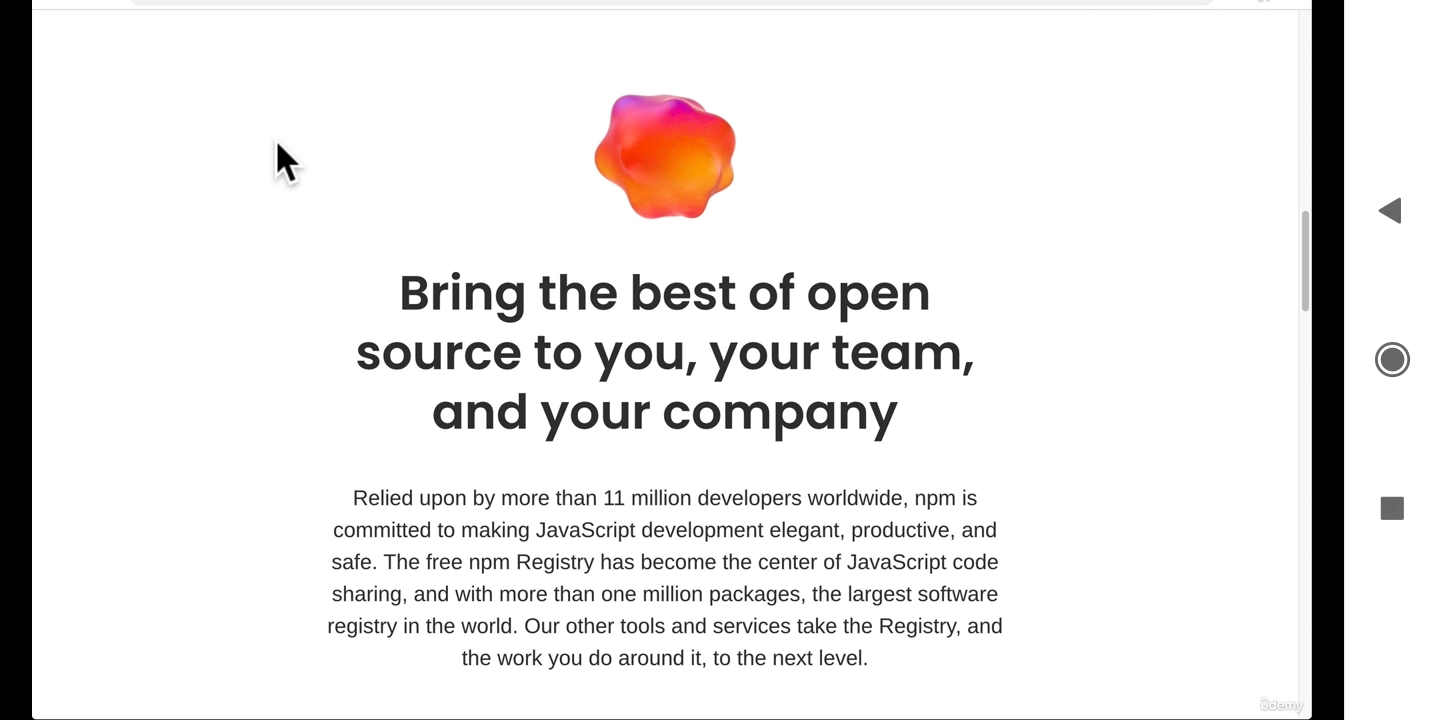 Bring the best of open
source to you, your team,
and your company
Relied upon by more than 11 million developers worldwide, npm is
committed to making JavaScript development elegant, productive, and
safe. The free npm Registry has become the center of JavaScript code
sharing, and with more than one million packages, the largest software
registry in the world. Our other tools and services take the Registry, and
the work you do around it, to the next level.
ûdemy